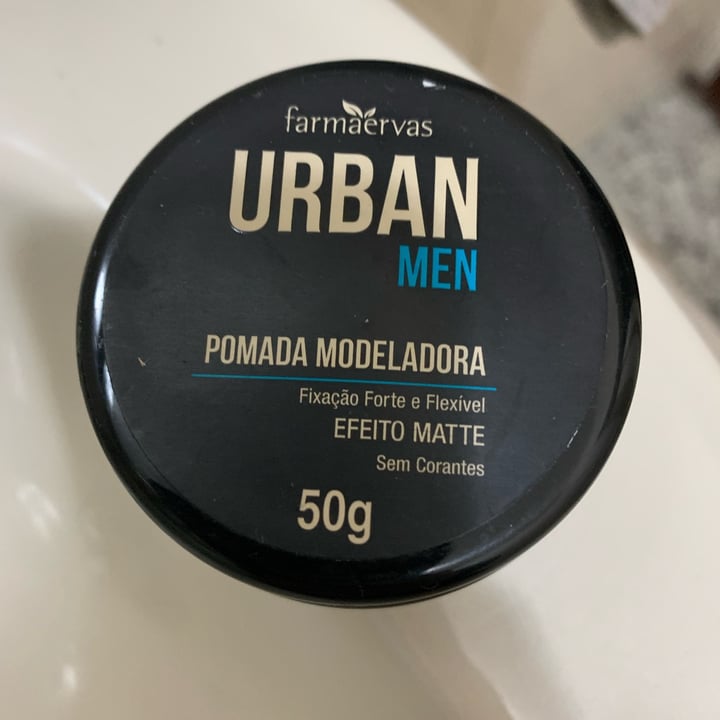 farmaervas
URBAN
MEN
POMADA MODELADORA
Fixação Forte e Flexível
EFEITO MATTE
Sem Corantes
50g